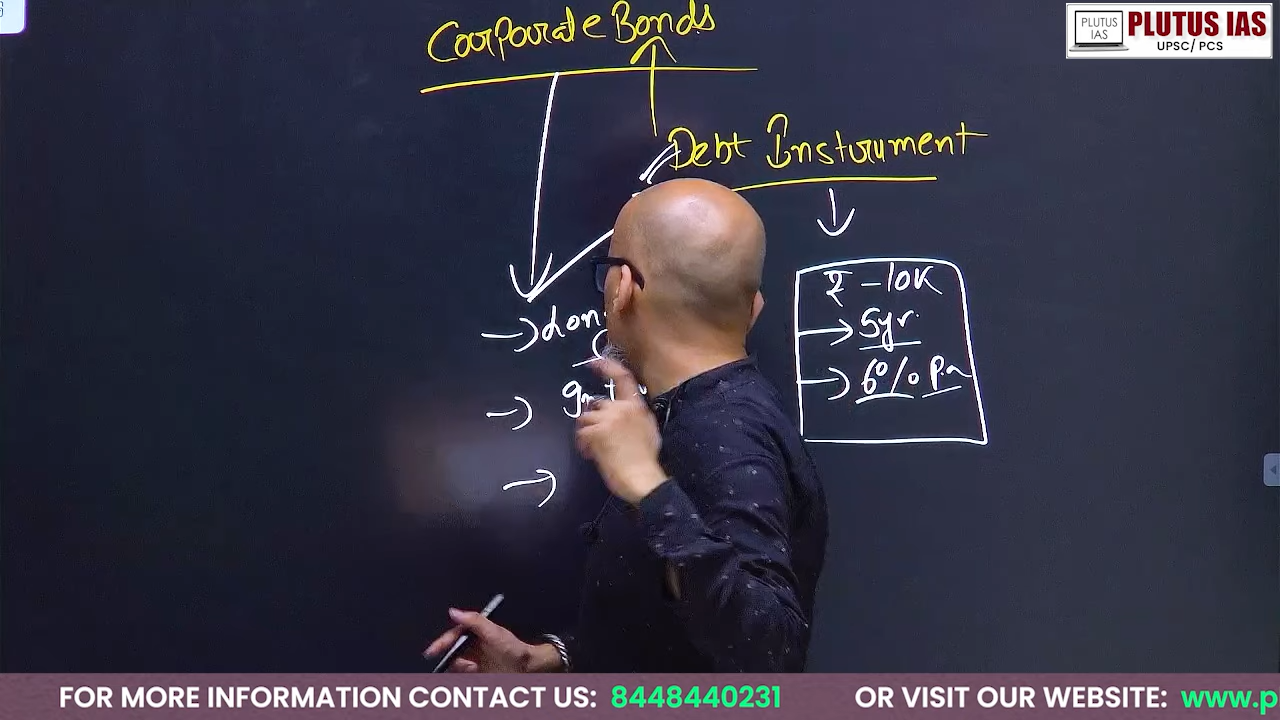 PLUTUS IAS
PLUTUS IAS
UPSC/ PCS
Corporate Bonds
Debt Instrument
₹ - 10K
5yr.
6% P.a
FOR MORE INFORMATION CONTACT US: 8448440231 OR VISIT OUR WEBSITE: www.p